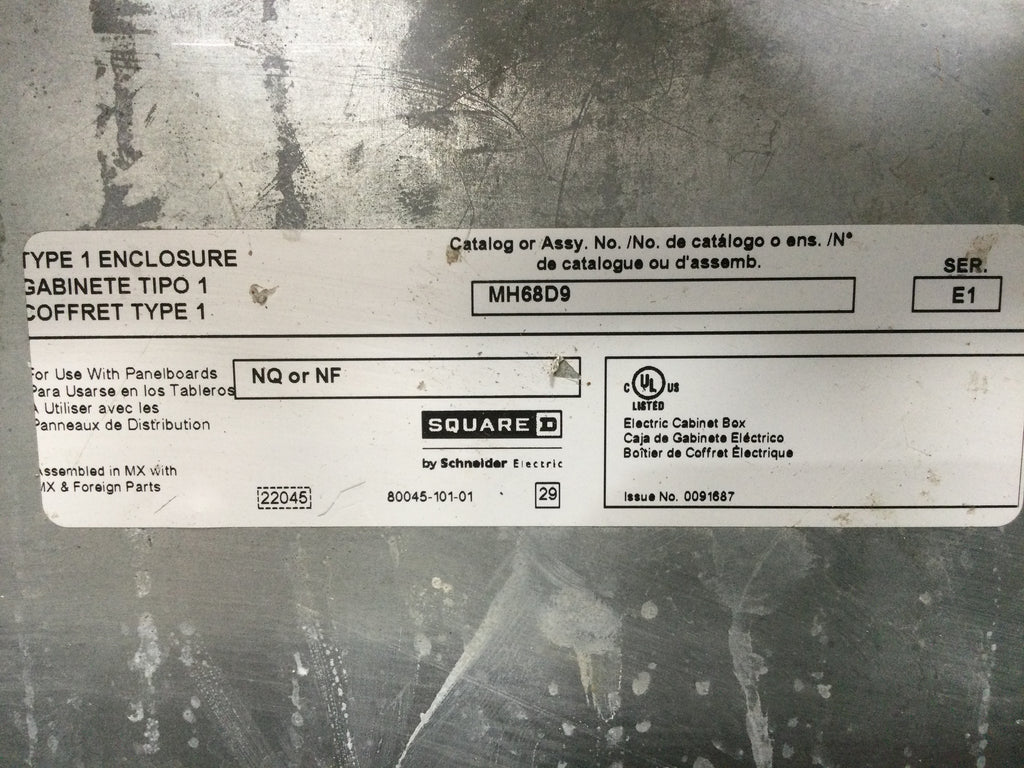 TYPE 1 ENCLOSURE
GABINETE TIPO 1
COFFRET TYPE 1
Catalog or Assy. No. /No. de catálogo o ens. /N°
de catalogue ou d'assemb.
MH68D9
SER.
E1
For Use With Panelboards
Para Usarse en los Tableros
A Utiliser avec les
Panneaux de Distribution
NQ or NF
SQUARE D
by Schneider Electric
Assembled in MX with
MX & Foreign Parts
22045
80045-101-01
29
C UL US
LISTED
Electric Cabinet Box
Caja de Gabinete Eléctrico
Boîtier de Coffret Électrique
Issue No. 0091687